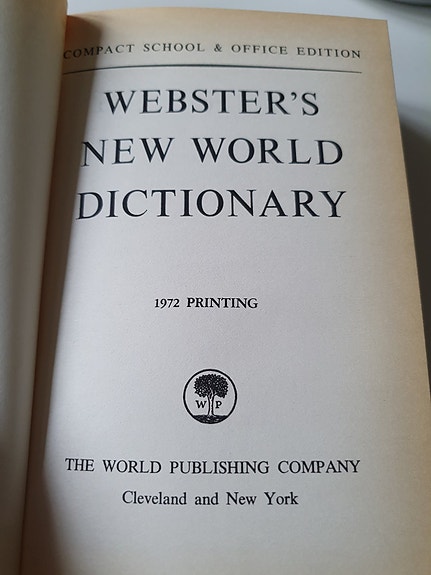 COMPACT SCHOOL & OFFICE EDITION
WEBSTER'S
NEW WORLD
DICTIONARY
1972 PRINTING
W P
THE WORLD PUBLISHING COMPANY
Cleveland and New York